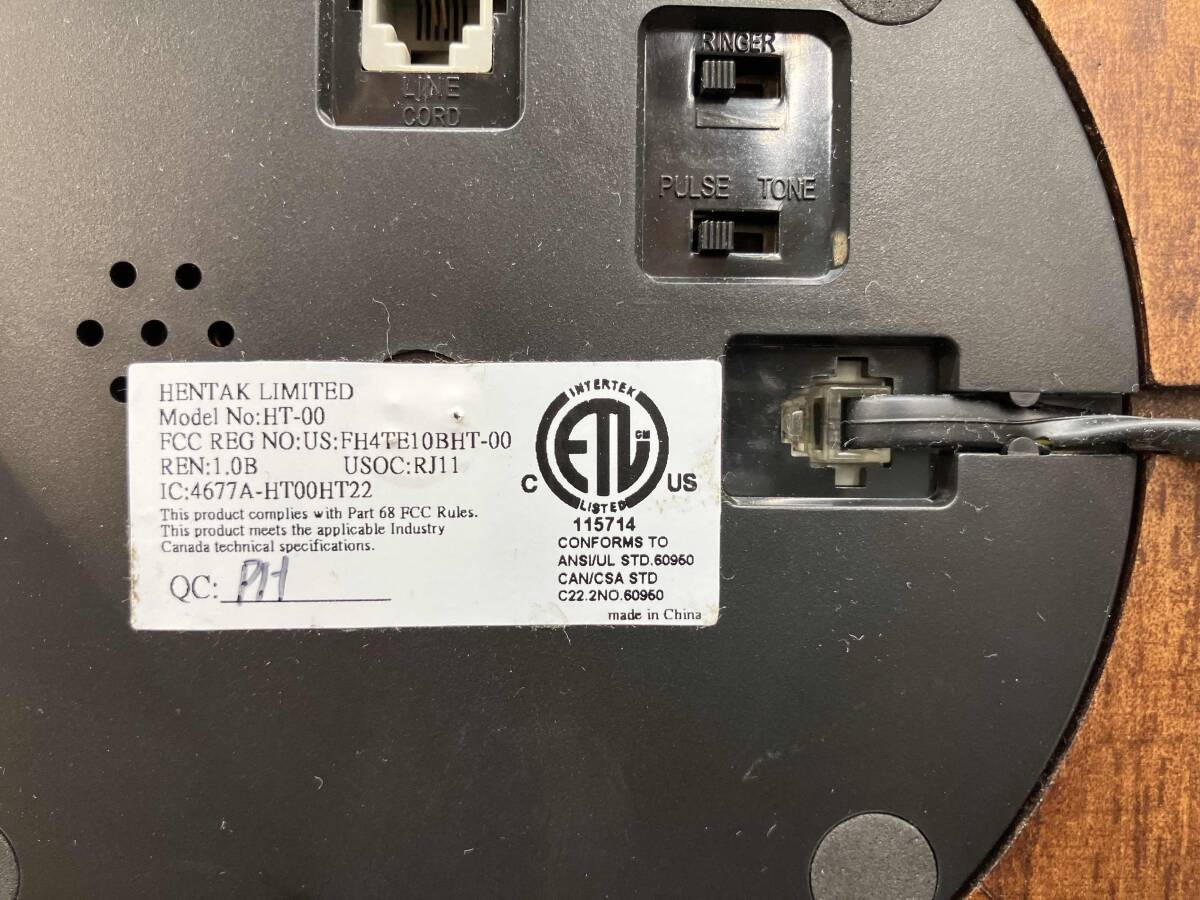 LINE
CORD
RINGER
PULSE TONE
HENTAK LIMITED
Model No:HT-00
FCC REG NO:US:FH4TE10BHT-00
REN:1.0B USOC:RJ11
IC:4677A-HT00HT22
This product complies with Part 68 FCC Rules.
This product meets the applicable Industry
Canada technical specifications.
QC: PH
INTERTEK
ETL CM
C US
LISTED
115714
CONFORMS TO
ANSI/UL STD.60950
CAN/CSA STD
C22.2NO.60950
made in China